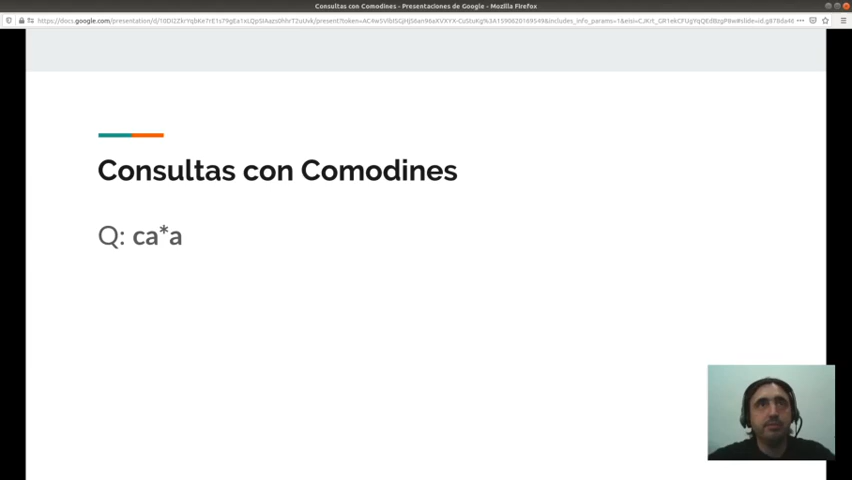 Consultas con Comodines - Presentaciones de Google - Mozilla Firefox
Consultas con Comodines
Q: ca*a